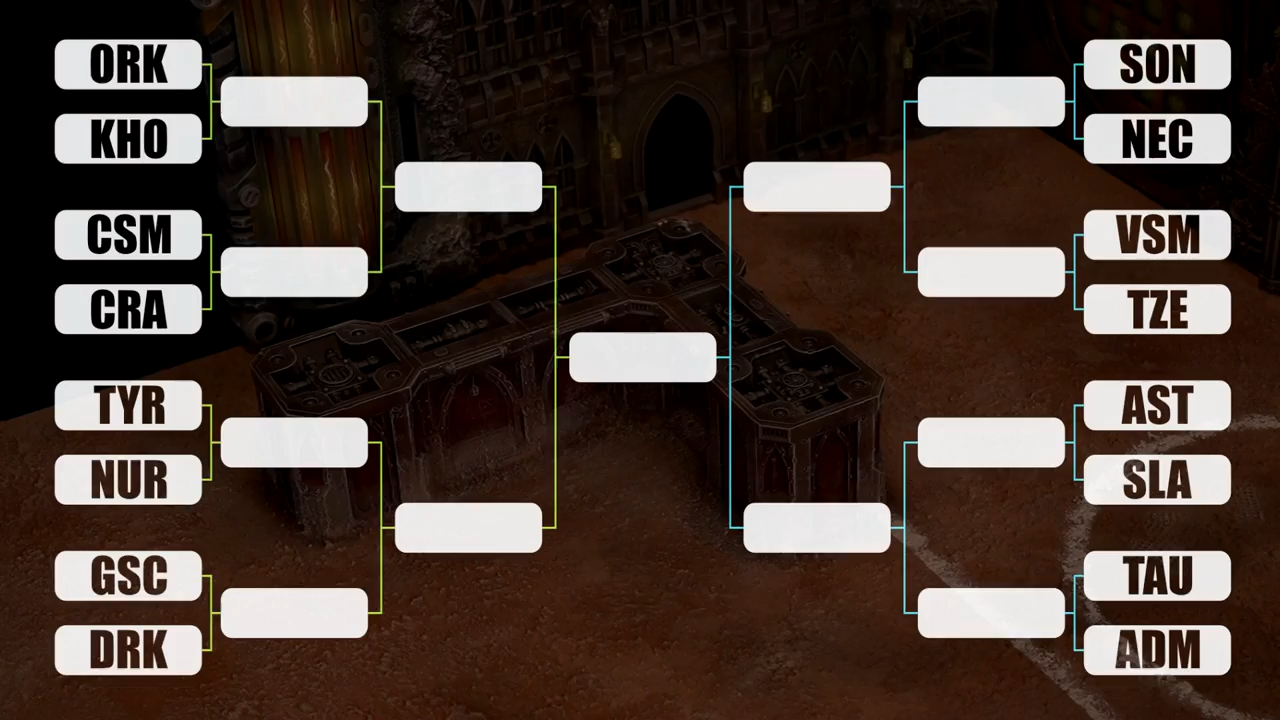 ORK
KHO
CSM
CRA
TYR
NUR
GSC
DRK
SON
NEC
VSM
TZE
AST
SLA
TAU
ADM